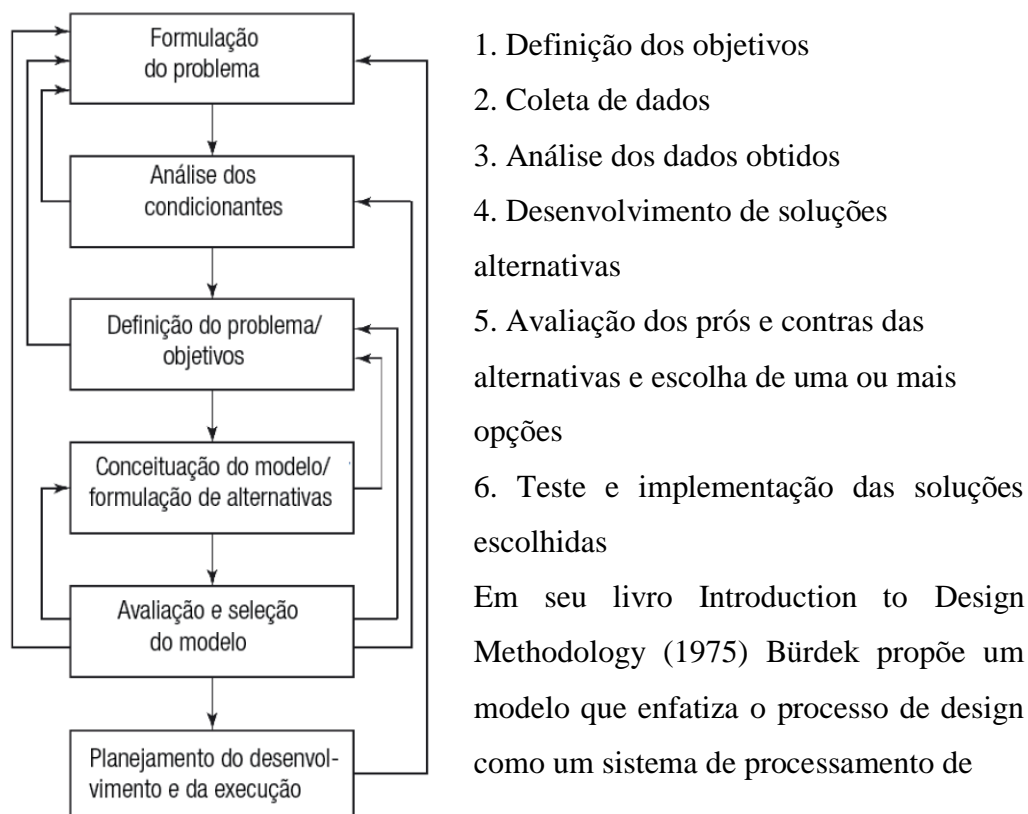 Formulação
do problema
Análise dos
condicionantes
Definição do problema/
objetivos
Conceituação do modelo/
formulação de alternativas
Avaliação e seleção
do modelo
Planejamento do desenvol-
vimento e da execução
1. Definição dos objetivos
2. Coleta de dados
3. Análise dos dados obtidos
4. Desenvolvimento de soluções
alternativas
5. Avaliação dos prós e contras das
alternativas e escolha de uma ou mais
opções
6. Teste e implementação das soluções
escolhidas
Em seu livro Introduction to Design
Methodology (1975) Bürdek propõe um
modelo que enfatiza o processo de design
como um sistema de processamento de